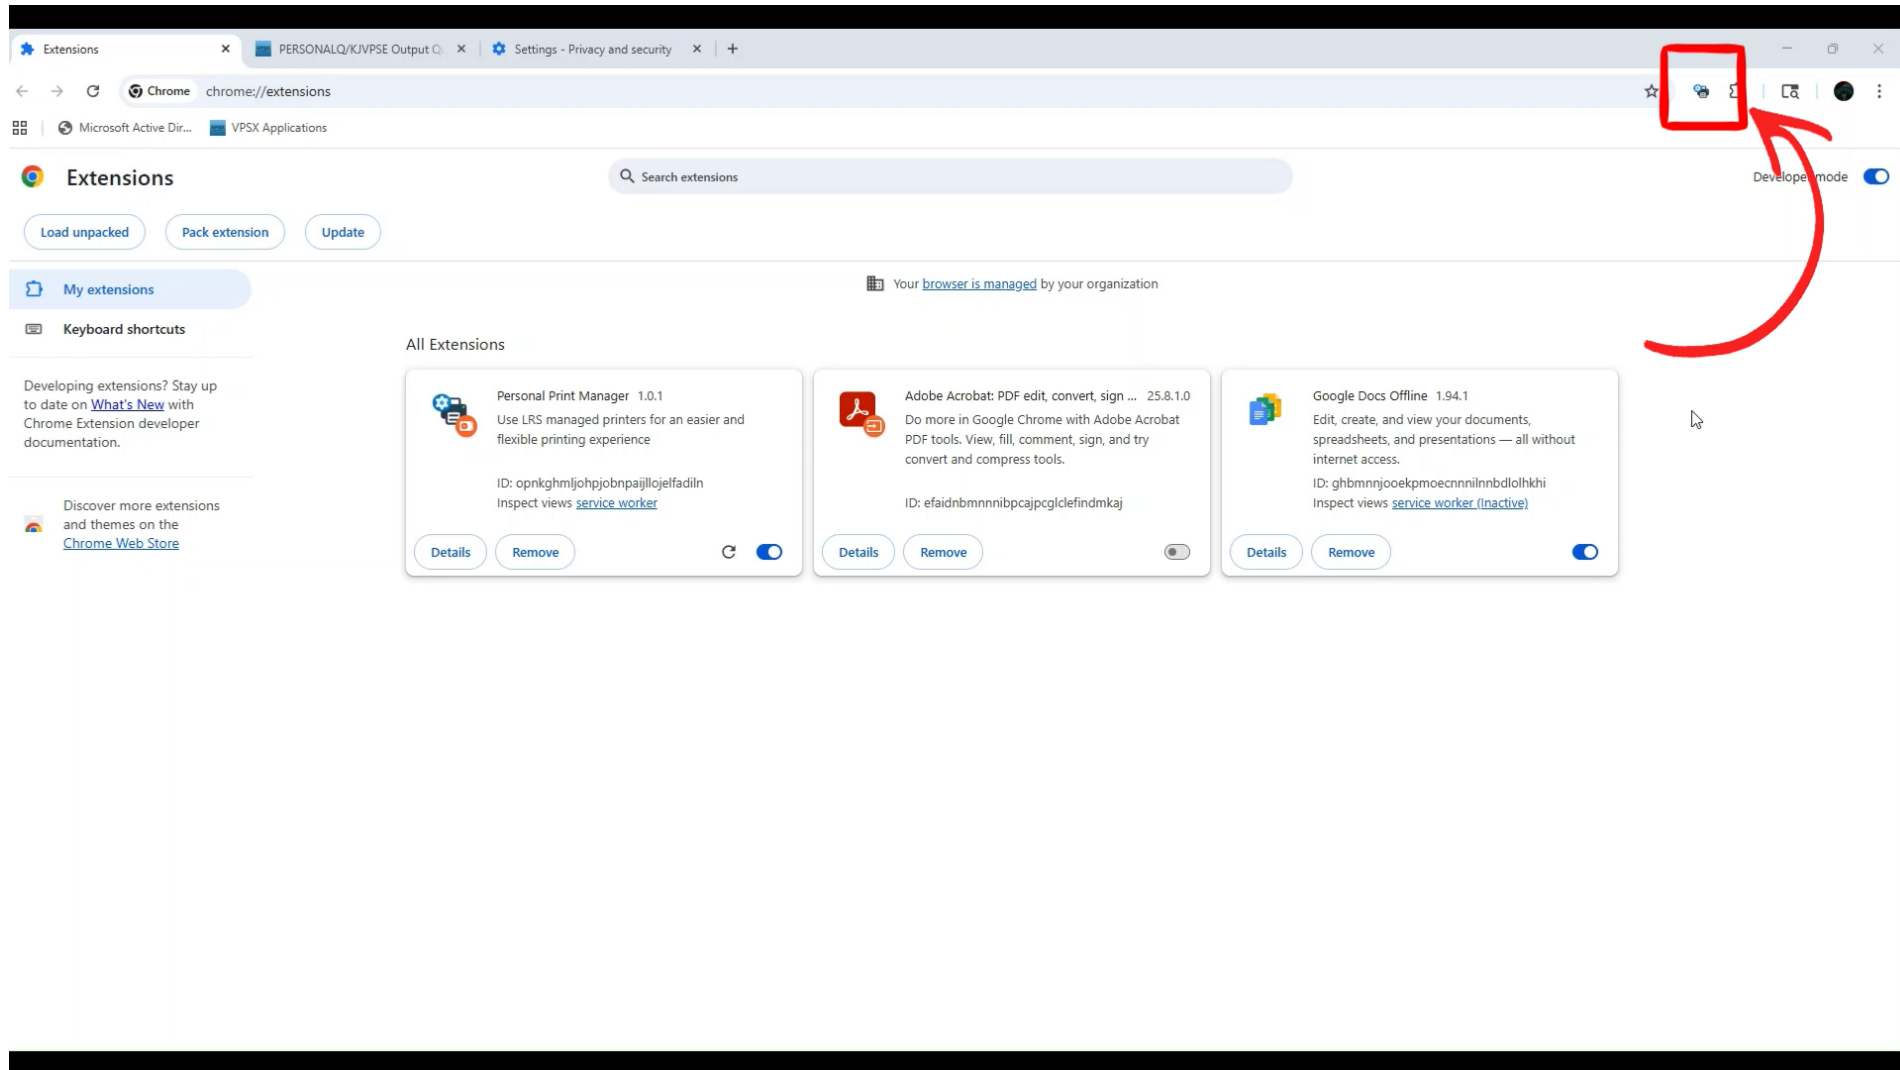 Extensions
PERSONALQ/KJVPSE Output Q
Settings - Privacy and security
Chrome
chrome://extensions
Microsoft Active Dir...
VPSX Applications
Extensions
Search extensions
Developer mode
Load unpacked
Pack extension
Update
My extensions
Keyboard shortcuts
Developing extensions? Stay up
to date on What's New with
Chrome Extension developer
documentation.
Discover more extensions
and themes on the
Chrome Web Store
Your browser is managed by your organization
All Extensions
Personal Print Manager 1.0.1
Use LRS managed printers for an easier and
flexible printing experience
ID: opnkghmljohpjobnpaijllojelfadiln
Inspect views service worker
Details
Remove
Adobe Acrobat: PDF edit, convert, sign ... 25.8.1.0
Do more in Google Chrome with Adobe Acrobat
PDF tools. View, fill, comment, sign, and try
convert and compress tools.
ID: efaidnbmnnnibpcajpcglclefindmkaj
Details
Remove
Google Docs Offline 1.94.1
Edit, create, and view your documents,
spreadsheets, and presentations — all without
internet access.
ID: ghbmnnjooekpmoecnnnilnnbdlolhkhi
Inspect views service worker (Inactive)
Details
Remove